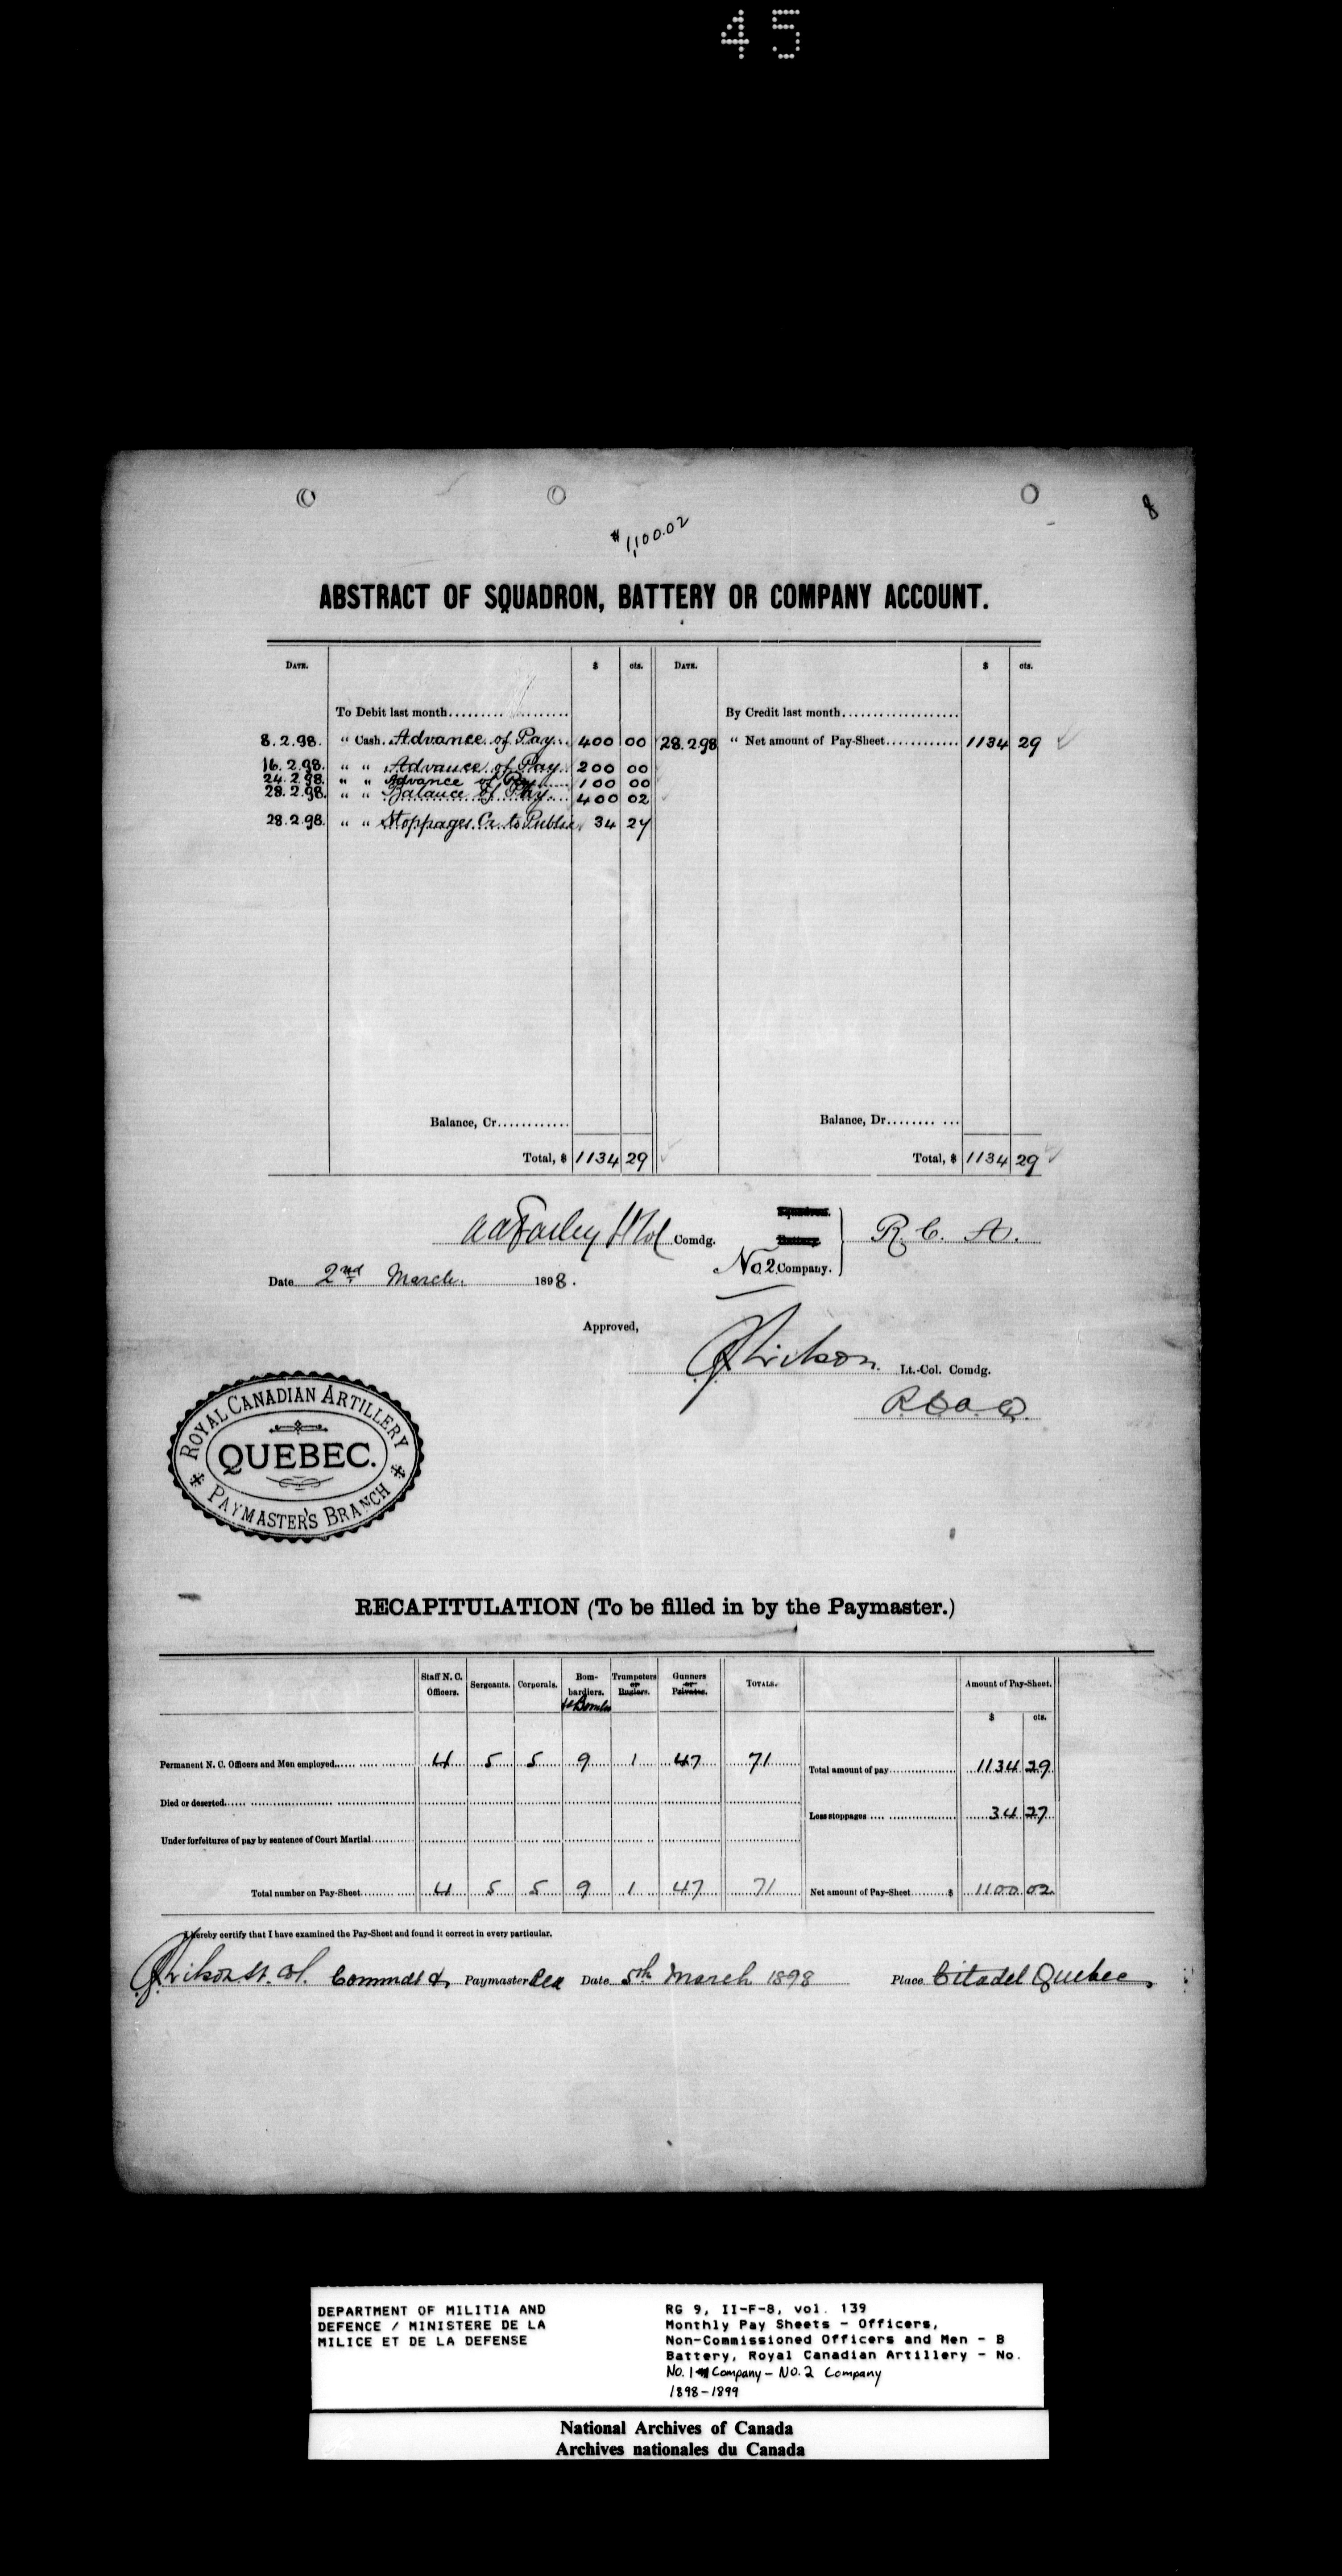 45
8
$1,100.02
ABSTRACT OF SQUADRON, BATTERY OR COMPANY ACCOUNT.
DATE. $ cts. DATE. $ cts.
To Debit last month By Credit last month
8.2.98. " Cash Advance of Pay 400 00 28.2.98 " Net amount of Pay-Sheet 1134 29
16.2.98. " " Advance of Pay 200 00
24.2.98. " " Advance of Pay 100 00
28.2.98. " " Balance of Pay 400 02
28.2.98. " " Stoppages Cr. to Public 34 27
Balance, Cr. Balance, Dr.
Total, $ 1134 29 Total, $ 1134 29
Squadron.
Comdg. Battery. R. C. A.
No 2 Company.
Date 2nd March. 1898.
Approved,
Wilson Lt.-Col. Comdg.
ROYAL CANADIAN ARTILLERY
QUEBEC.
PAYMASTER'S BRANCH
RECAPITULATION (To be filled in by the Paymaster.)
Staff N. C. Officers. Sergeants. Corporals. Bombardiers. Trumpeters or Buglers. Gunners or Privates. TOTALS. Amount of Pay-Sheet.
$ cts.
Permanent N. C. Officers and Men employed 4 5 5 9 1 47 71 Total amount of pay 1134 29
Died or deserted
Less stoppages 34 27
Under forfeitures of pay by sentence of Court Martial
Total number on Pay-Sheet 4 5 5 9 1 47 71 Net amount of Pay-Sheet $ 1100 02
I hereby certify that I have examined the Pay-Sheet and found it correct in every particular.
Wilson Lt. Col. Commdt & Paymaster Date 5th March 1898 Place Citadel Quebec
DEPARTMENT OF MILITIA AND
DEFENCE / MINISTERE DE LA
MILICE ET DE LA DEFENSE
RG 9, II-F-8, vol. 139
Monthly Pay Sheets - Officers,
Non-Commissioned Officers and Men - B
Battery, Royal Canadian Artillery - No.
No. 1 Company - No. 2 Company
1898-1899
National Archives of Canada
Archives nationales du Canada